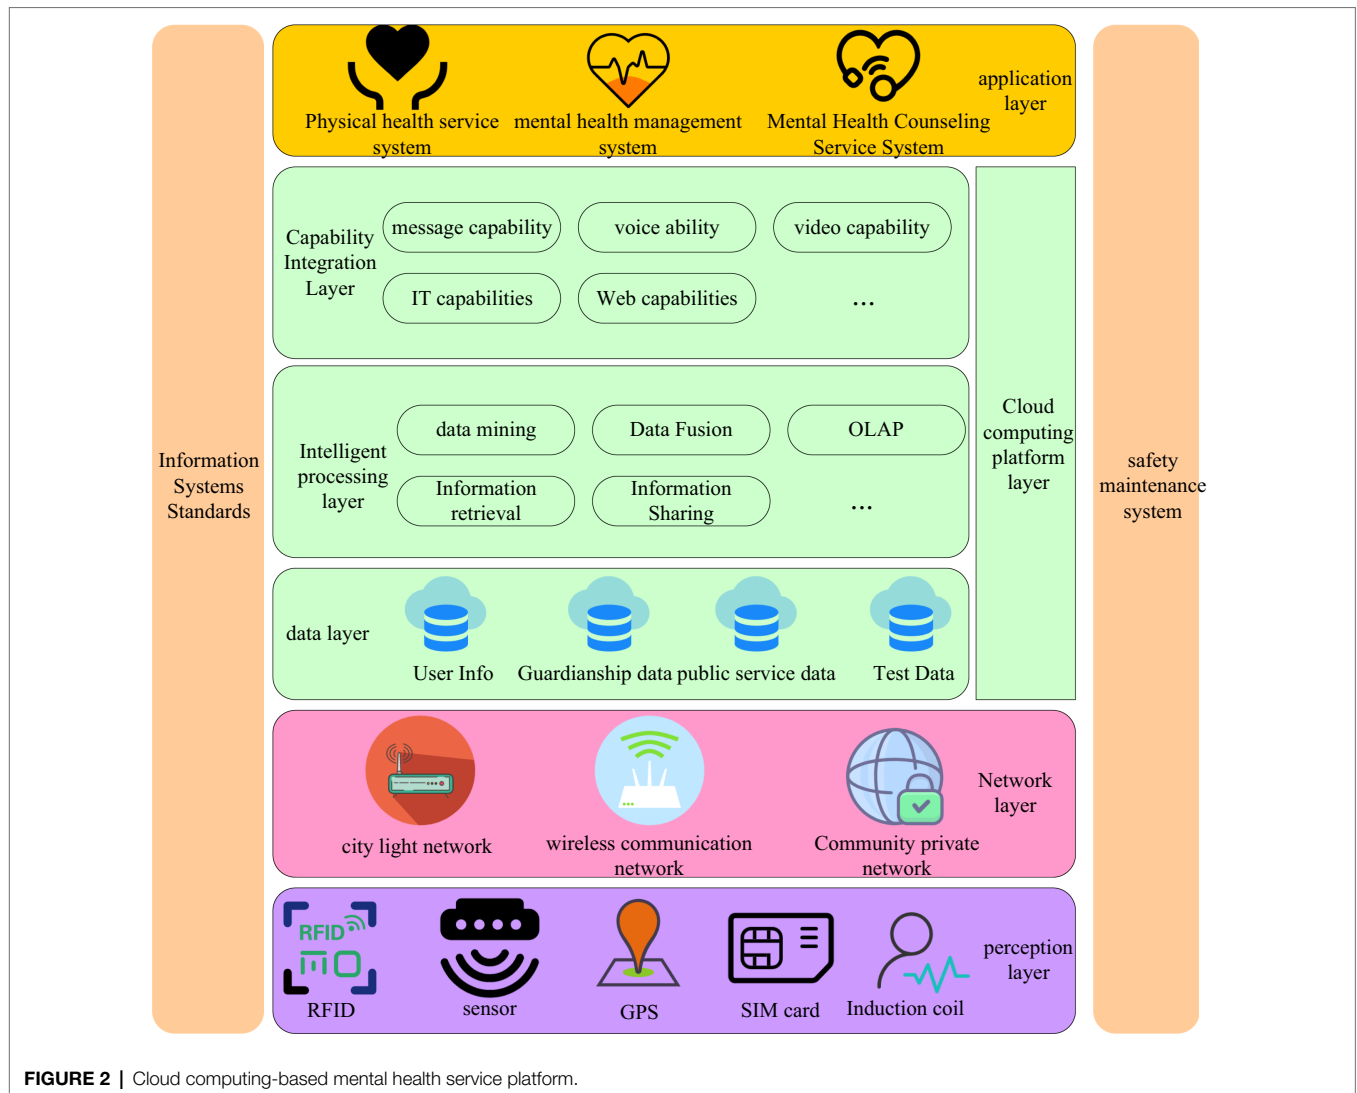 Physical health service
system
mental health management
system
Mental Health Counseling
Service System
application
layer
Capability
Integration
Layer
message capability
voice ability
video capability
IT capabilities
Web capabilities
...
Intelligent
processing
layer
data mining
Data Fusion
OLAP
Information
retrieval
Information
Sharing
...
Cloud
computing
platform
layer
Information
Systems
Standards
safety
maintenance
system
data layer
User Info
Guardianship data
public service data
Test Data
city light network
wireless communication
network
Community private
network
Network
layer
RFID
RFID
sensor
GPS
SIM card
Induction coil
perception
layer
FIGURE 2 | Cloud computing-based mental health service platform.